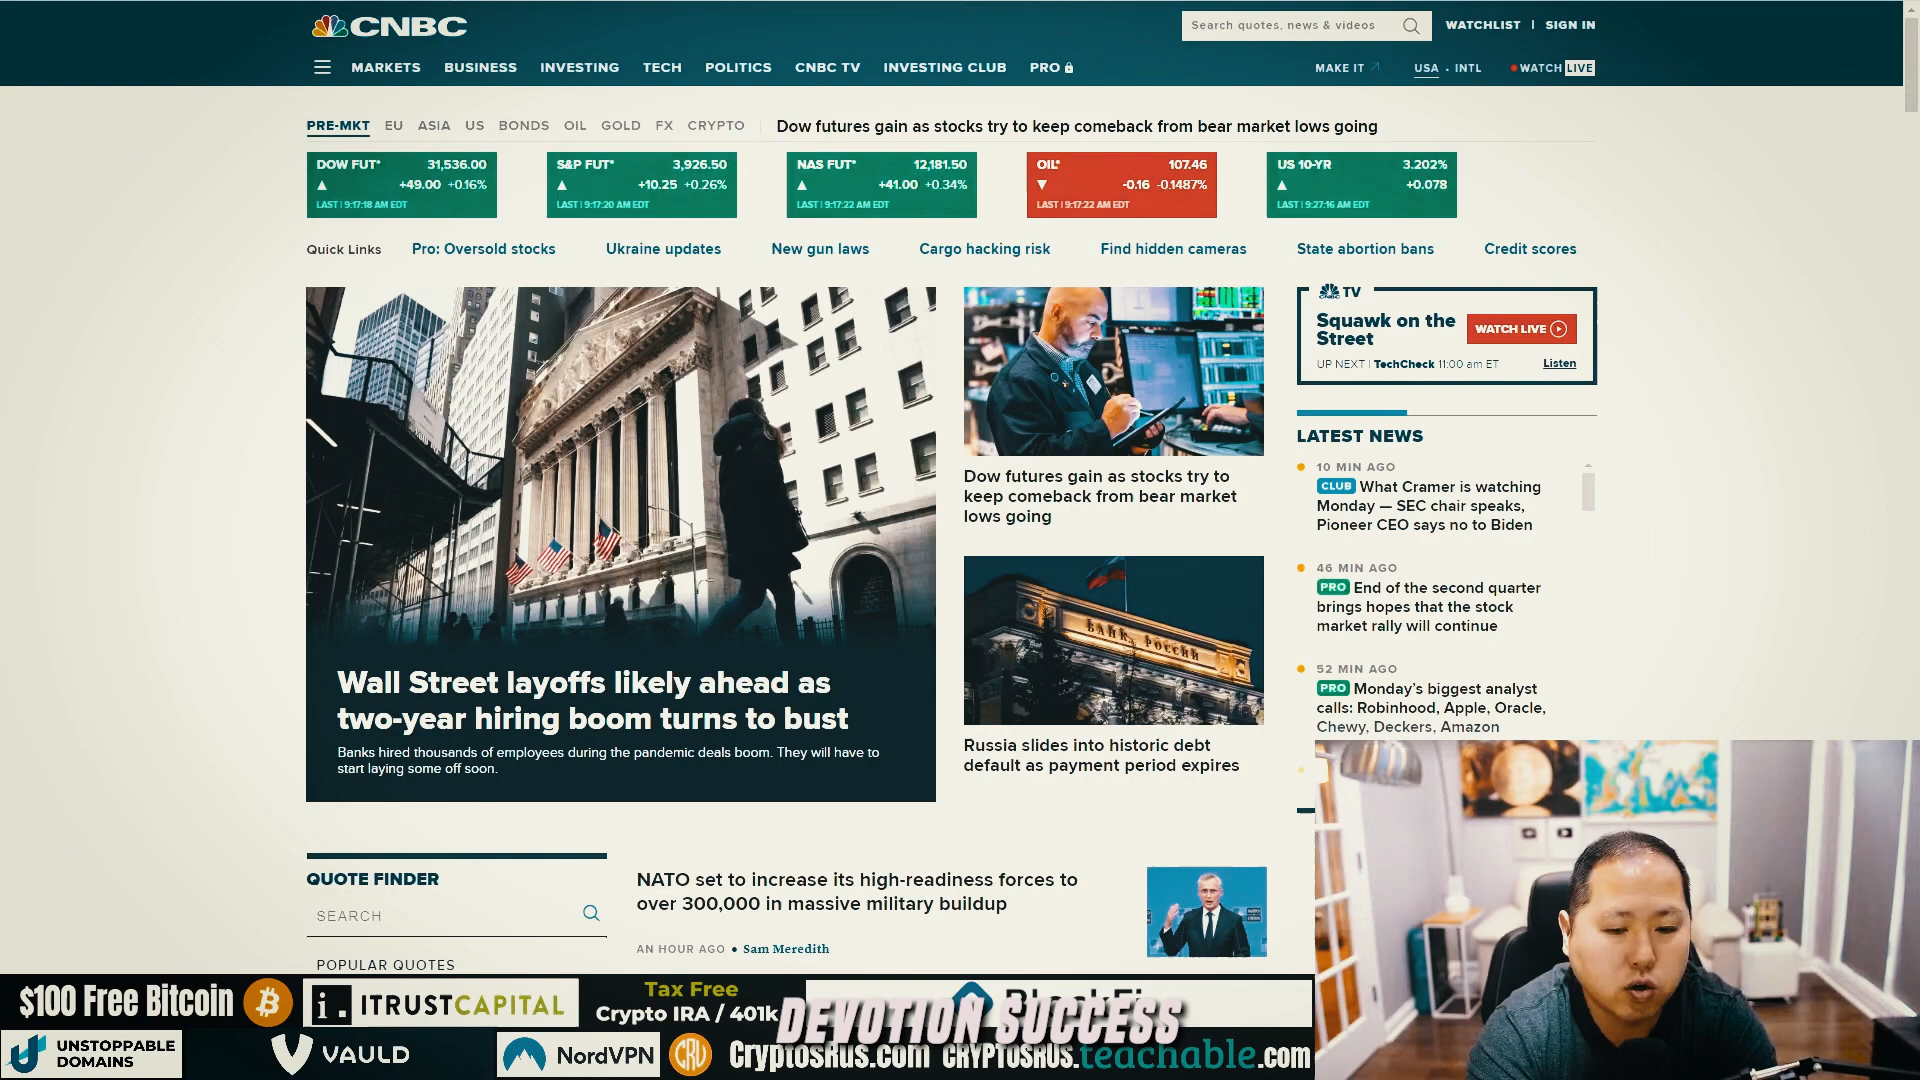 CNBC
Search quotes, news & videos
WATCHLIST | SIGN IN
MARKETS BUSINESS INVESTING TECH POLITICS CNBC TV INVESTING CLUB PRO
MAKE IT USA • INTL WATCH LIVE
PRE-MKT EU ASIA US BONDS OIL GOLD FX CRYPTO
Dow futures gain as stocks try to keep comeback from bear market lows going
DOW FUT* 31,536.00
+49.00 +0.16%
LAST | 9:17:18 AM EDT
S&P FUT* 3,926.50
+10.25 +0.26%
LAST | 9:17:20 AM EDT
NAS FUT* 12,181.50
+41.00 +0.34%
LAST | 9:17:22 AM EDT
OIL* 107.46
-0.16 -0.1487%
LAST | 9:17:22 AM EDT
US 10-YR 3.202%
+0.078
LAST | 9:27:16 AM EDT
Quick Links Pro: Oversold stocks Ukraine updates New gun laws Cargo hacking risk Find hidden cameras State abortion bans Credit scores
Wall Street layoffs likely ahead as
two-year hiring boom turns to bust
Banks hired thousands of employees during the pandemic deals boom. They will have to
start laying some off soon.
Dow futures gain as stocks try to
keep comeback from bear market
lows going
БАНК РОССИИ
Russia slides into historic debt
default as payment period expires
CNBC TV
Squawk on the
Street
WATCH LIVE
UP NEXT | TechCheck 11:00 am ET
Listen
LATEST NEWS
10 MIN AGO
CLUB What Cramer is watching
Monday — SEC chair speaks,
Pioneer CEO says no to Biden
46 MIN AGO
PRO End of the second quarter
brings hopes that the stock
market rally will continue
52 MIN AGO
PRO Monday's biggest analyst
calls: Robinhood, Apple, Oracle,
Chewy, Deckers, Amazon
QUOTE FINDER
SEARCH
POPULAR QUOTES
NATO set to increase its high-readiness forces to
over 300,000 in massive military buildup
AN HOUR AGO • Sam Meredith
$100 Free Bitcoin
i. ITRUSTCAPITAL
Tax Free
Crypto IRA / 401k
DEVOTION SUCCESS
UNSTOPPABLE
DOMAINS
VAULD
NordVPN
CRU
CryptosRus.com
CRYPTOSRUS.teachable.com